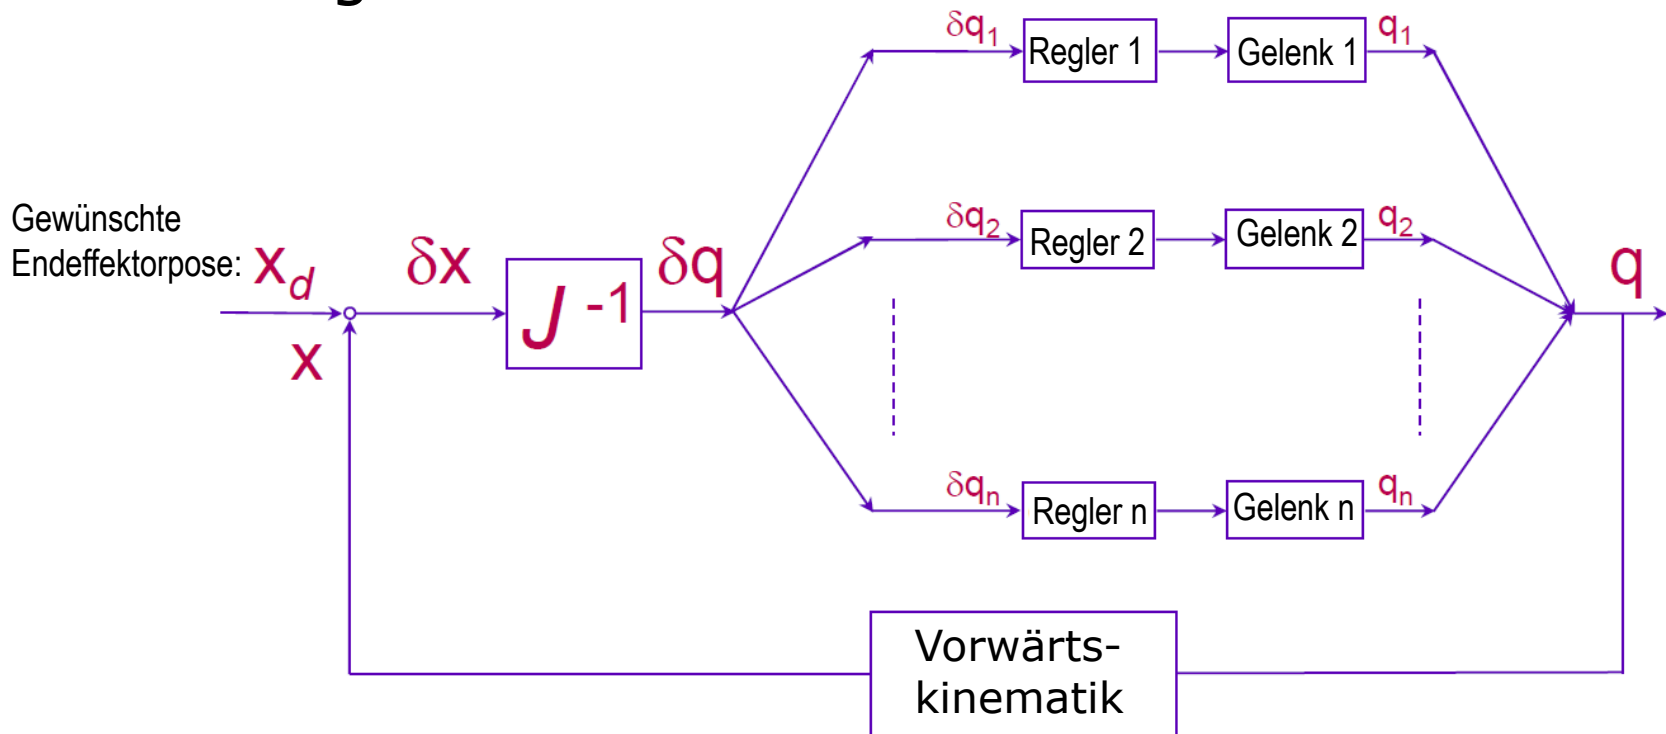 g
δq1
Regler 1
Gelenk 1
q1
δq2
Regler 2
Gelenk 2
q2
Gewünschte
Endeffektorpose: xd
δx
J -1
δq
q
x
δqn
Regler n
Gelenk n
qn
Vorwärts-
kinematik